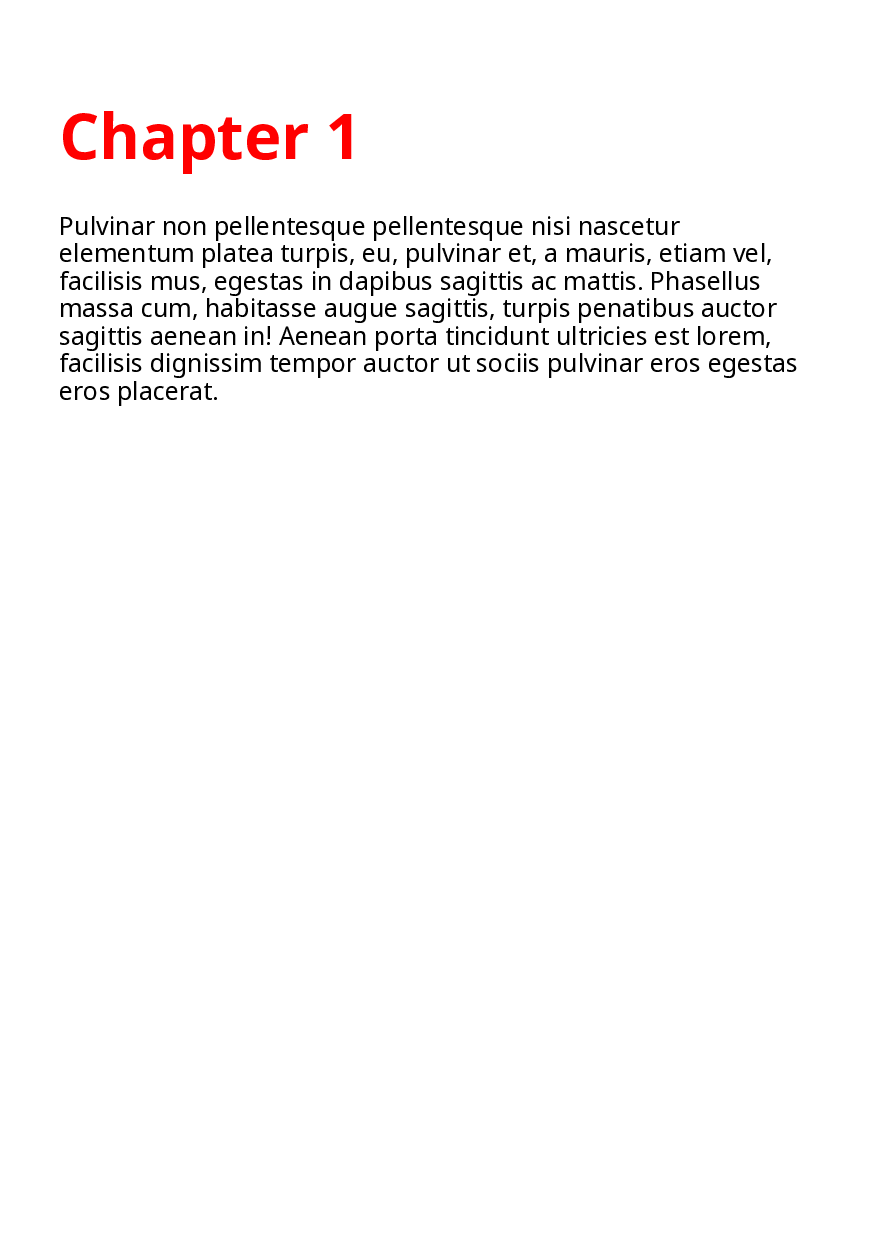 Chapter 1
Pulvinar non pellentesque pellentesque nisi nascetur
elementum platea turpis, eu, pulvinar et, a mauris, etiam vel,
facilisis mus, egestas in dapibus sagittis ac mattis. Phasellus
massa cum, habitasse augue sagittis, turpis penatibus auctor
sagittis aenean in! Aenean porta tincidunt ultricies est lorem,
facilisis dignissim tempor auctor ut sociis pulvinar eros egestas
eros placerat.